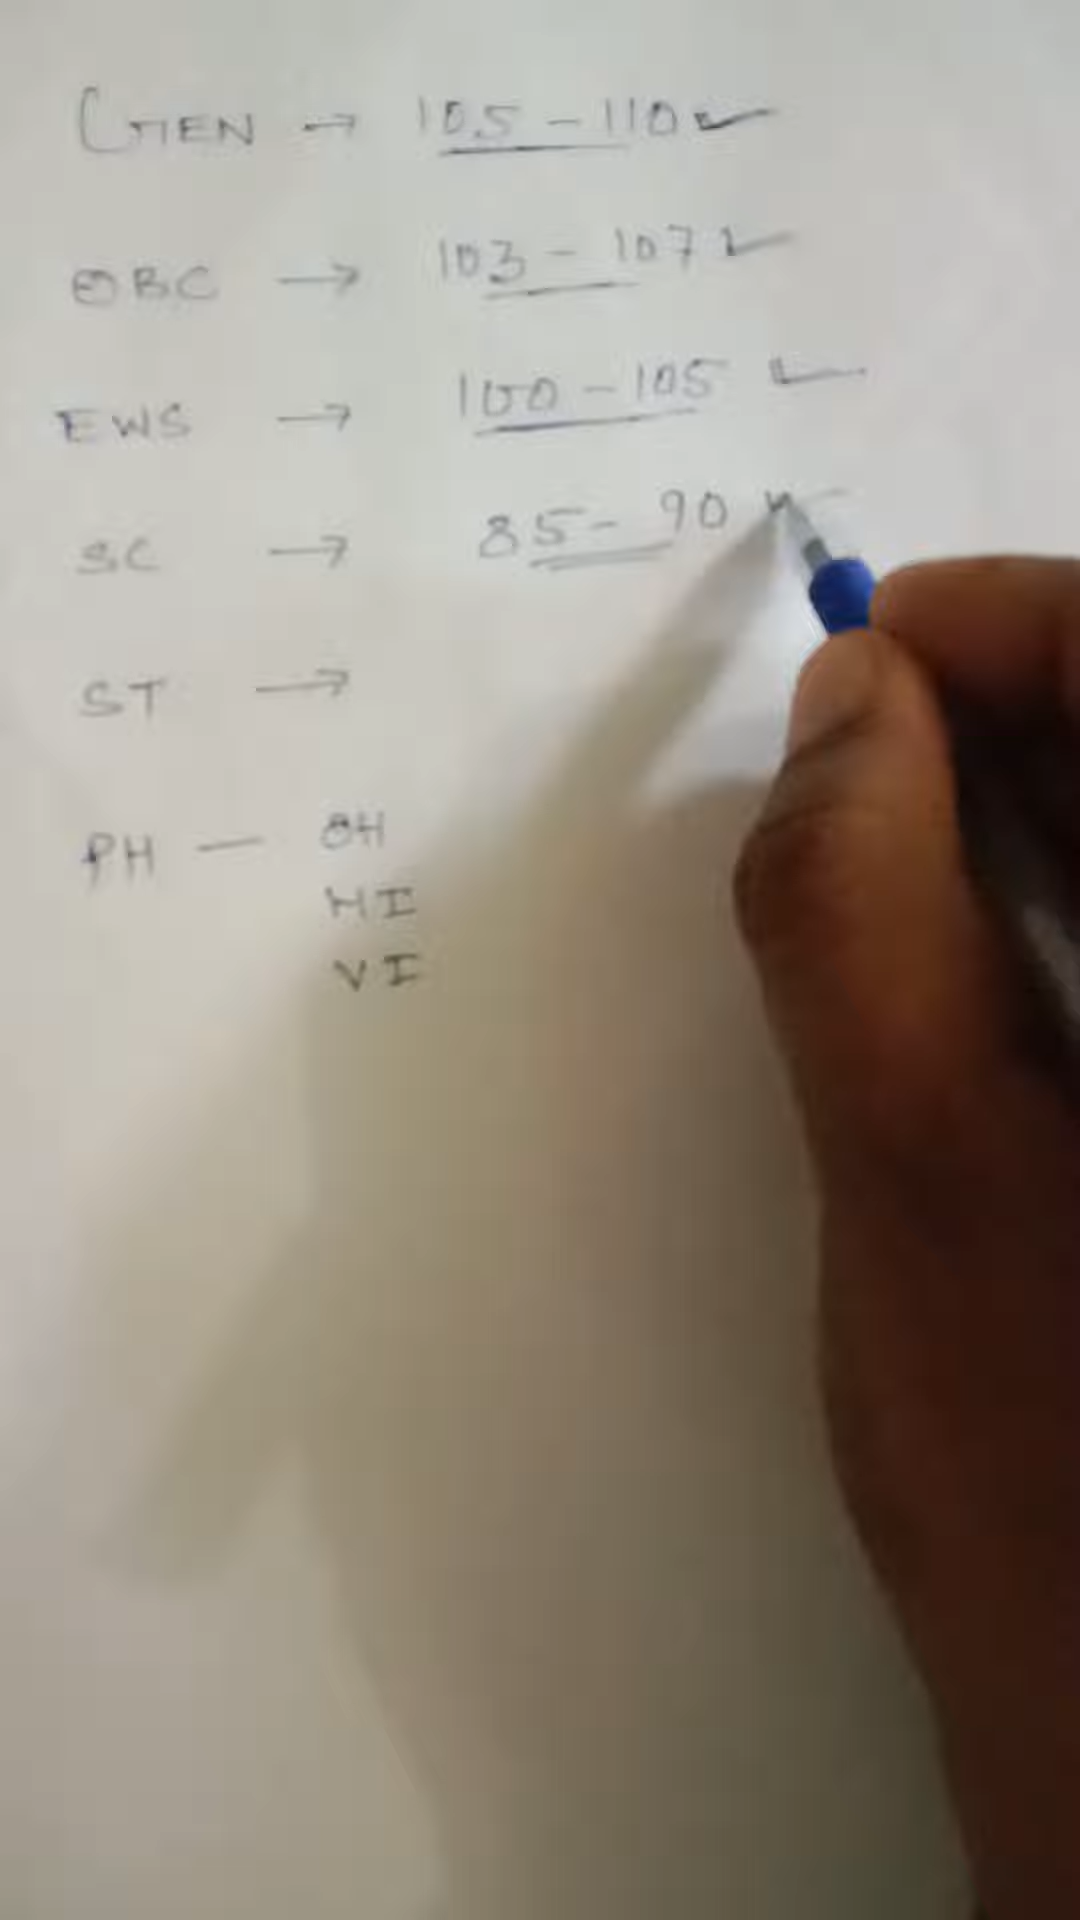 GEN → 105 - 110 ✓
OBC → 103 - 107 ✓
EWS → 100 - 105 ✓
SC → 85 - 90 ✓
ST →
PH — OH
HI
VI